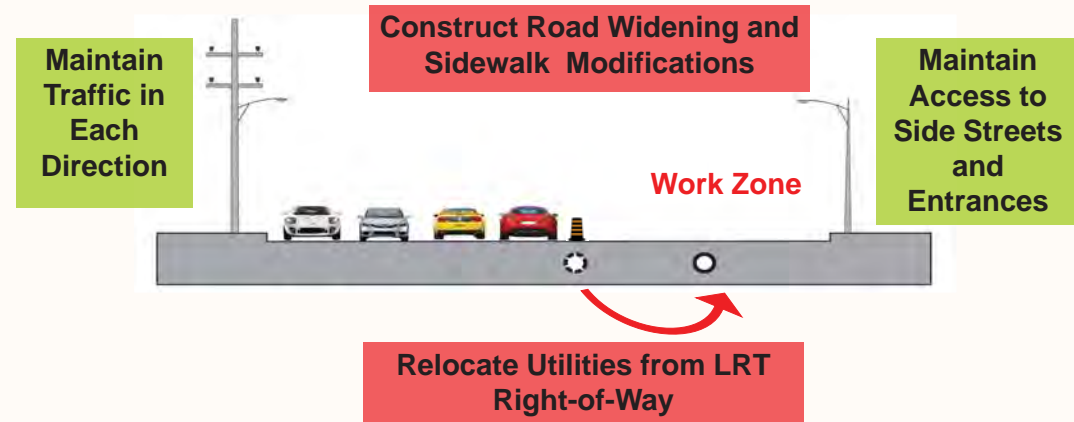 Maintain
Traffic in
Each
Direction
Construct Road Widening and
Sidewalk Modifications
Maintain
Access to
Side Streets
and
Entrances
Work Zone
Relocate Utilities from LRT
Right-of-Way